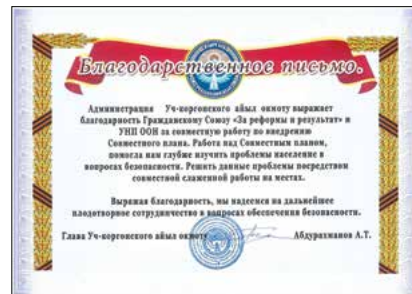 Благодарственное письмо.
Администрация Уч-коргонского айыл окмоту выражает
благодарность Гражданскому Союзу «За реформы и результат» и
УНП ООН за совместную работу по внедрению
Совместного плана. Работа над Совместным планом,
помогла нам глубже изучить проблемы население в
вопросах безопасности. Решить данные проблемы посредством
совместной слаженной работы на местах.
Выражая благодарность, мы надеемся на дальнейшее
плодотворное сотрудничество в вопросах обеспечения безопасности.
Глава Уч-коргонского айыл окмоту Абдурахманов А.Т.